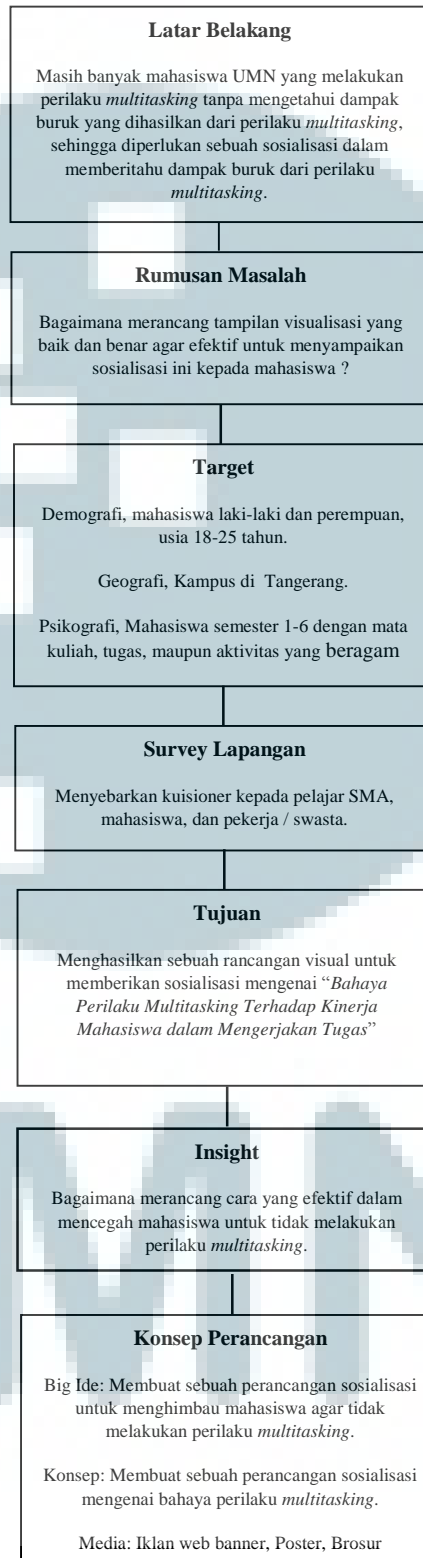 Latar Belakang
Masih banyak mahasiswa UMN yang melakukan
perilaku multitasking tanpa mengetahui dampak
buruk yang dihasilkan dari perilaku multitasking,
sehingga diperlukan sebuah sosialisasi dalam
memberitahu dampak buruk dari perilaku
multitasking.
Rumusan Masalah
Bagaimana merancang tampilan visualisasi yang
baik dan benar agar efektif untuk menyampaikan
sosialisasi ini kepada mahasiswa ?
Target
Demografi, mahasiswa laki-laki dan perempuan,
usia 18-25 tahun.
Geografi, Kampus di Tangerang.
Psikografi, Mahasiswa semester 1-6 dengan mata
kuliah, tugas, maupun aktivitas yang beragam
Survey Lapangan
Menyebarkan kuisioner kepada pelajar SMA,
mahasiswa, dan pekerja / swasta.
Tujuan
Menghasilkan sebuah rancangan visual untuk
memberikan sosialisasi mengenai “Bahaya
Perilaku Multitasking Terhadap Kinerja
Mahasiswa dalam Mengerjakan Tugas”
Insight
Bagaimana merancang cara yang efektif dalam
mencegah mahasiswa untuk tidak melakukan
perilaku multitasking.
Konsep Perancangan
Big Ide: Membuat sebuah perancangan sosialisasi
untuk menghimbau mahasiswa agar tidak
melakukan perilaku multitasking.
Konsep: Membuat sebuah perancangan sosialisasi
mengenai bahaya perilaku multitasking.
Media: Iklan web banner, Poster, Brosur